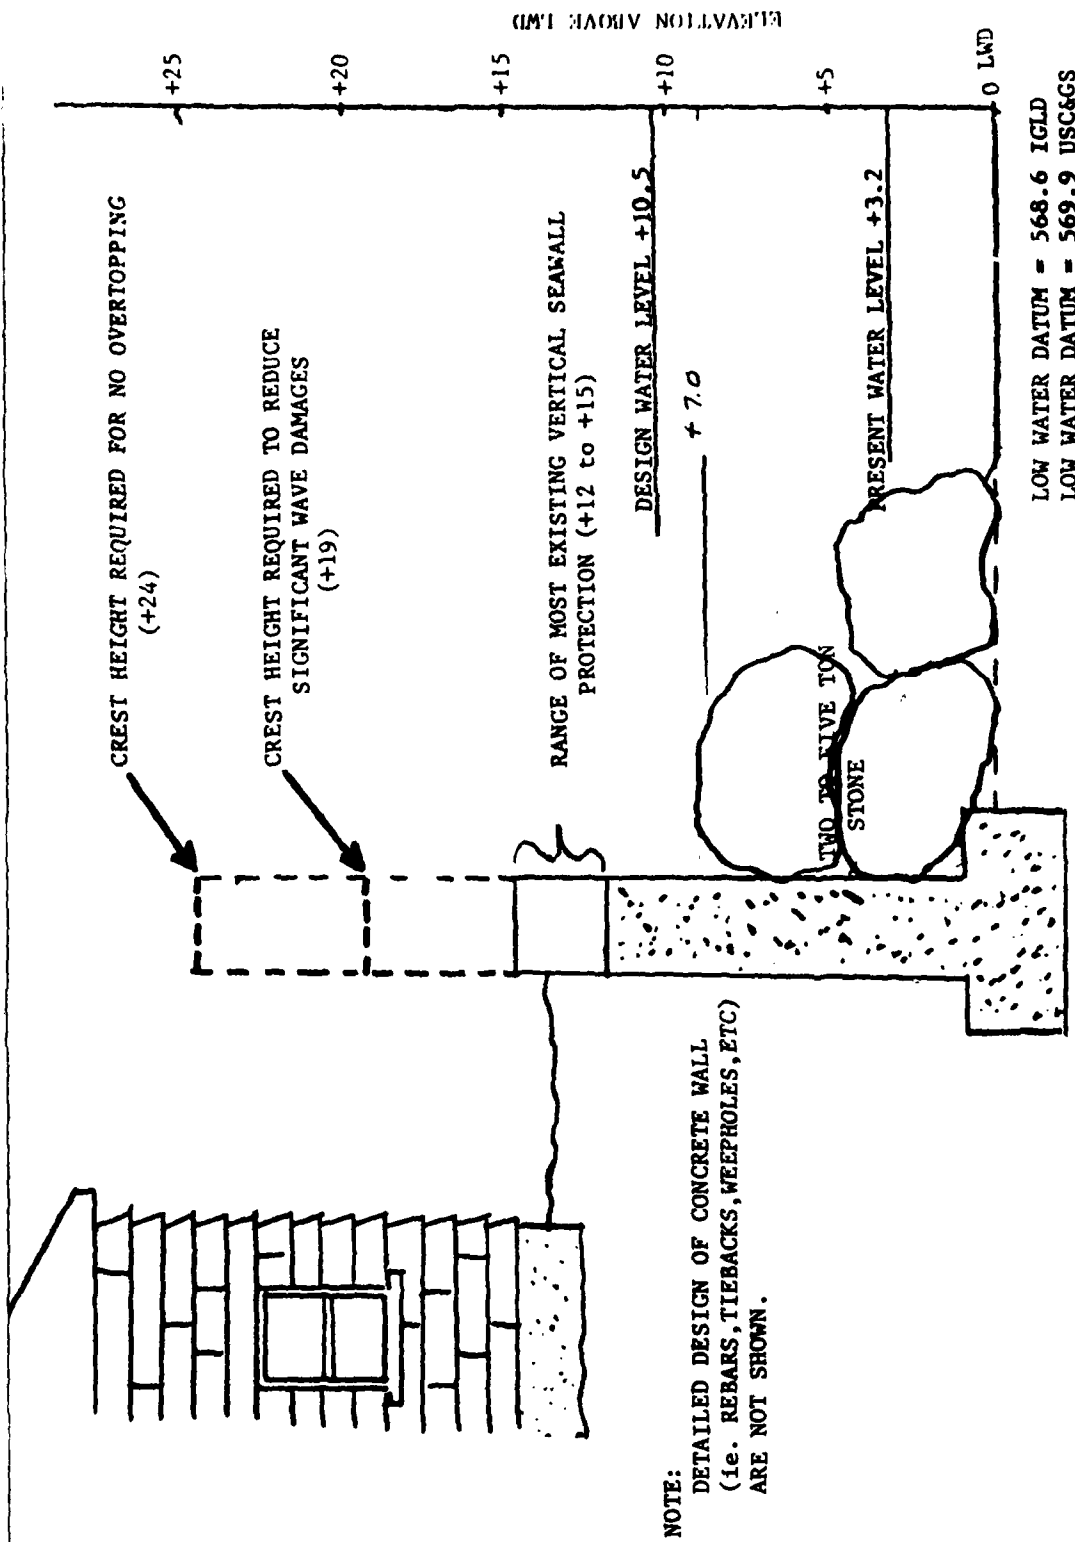 CREST HEIGHT REQUIRED FOR NO OVERTOPPING
(+24)
CREST HEIGHT REQUIRED TO REDUCE
SIGNIFICANT WAVE DAMAGES
(+19)
RANGE OF MOST EXISTING VERTICAL SEAWALL
PROTECTION (+12 to +15)
DESIGN WATER LEVEL +10.5
+ 7.0
PRESENT WATER LEVEL +3.2
TWO TO FIVE TON
STONE
+25
+20
+15
+10
+5
0 LWD
ELEVATION ABOVE LWD
LOW WATER DATUM = 568.6 IGLD
LOW WATER DATUM = 569.9 USC&GS
NOTE:
DETAILED DESIGN OF CONCRETE WALL
(ie. REBARS,TIEBACKS,WEEPHOLES,ETC)
ARE NOT SHOWN.